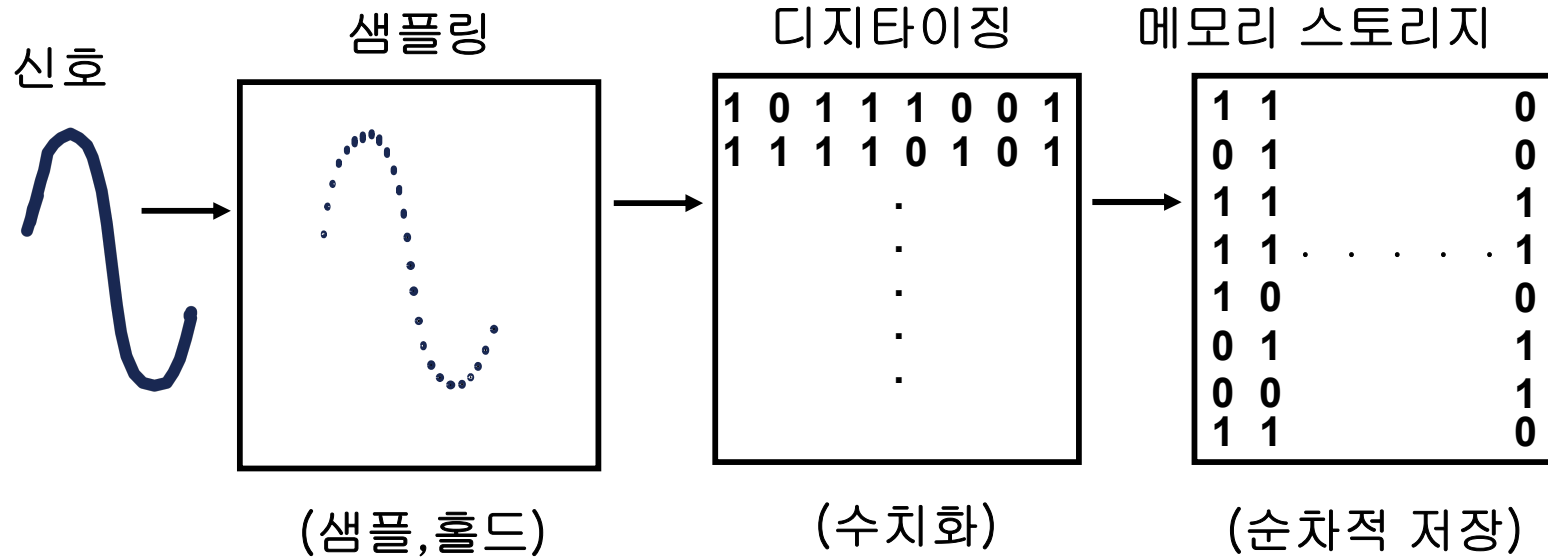 신호
샘플링
디지타이징
메모리 스토리지
1 0 1 1 1 0 0 1
1 1 1 1 0 1 0 1
.
.
.
.
.
1 1 0
0 1 0
1 1 1
1 1 . . . . . 1
1 0 0
0 1 1
0 0 1
1 1 0
(샘플,홀드)
(수치화)
(순차적 저장)